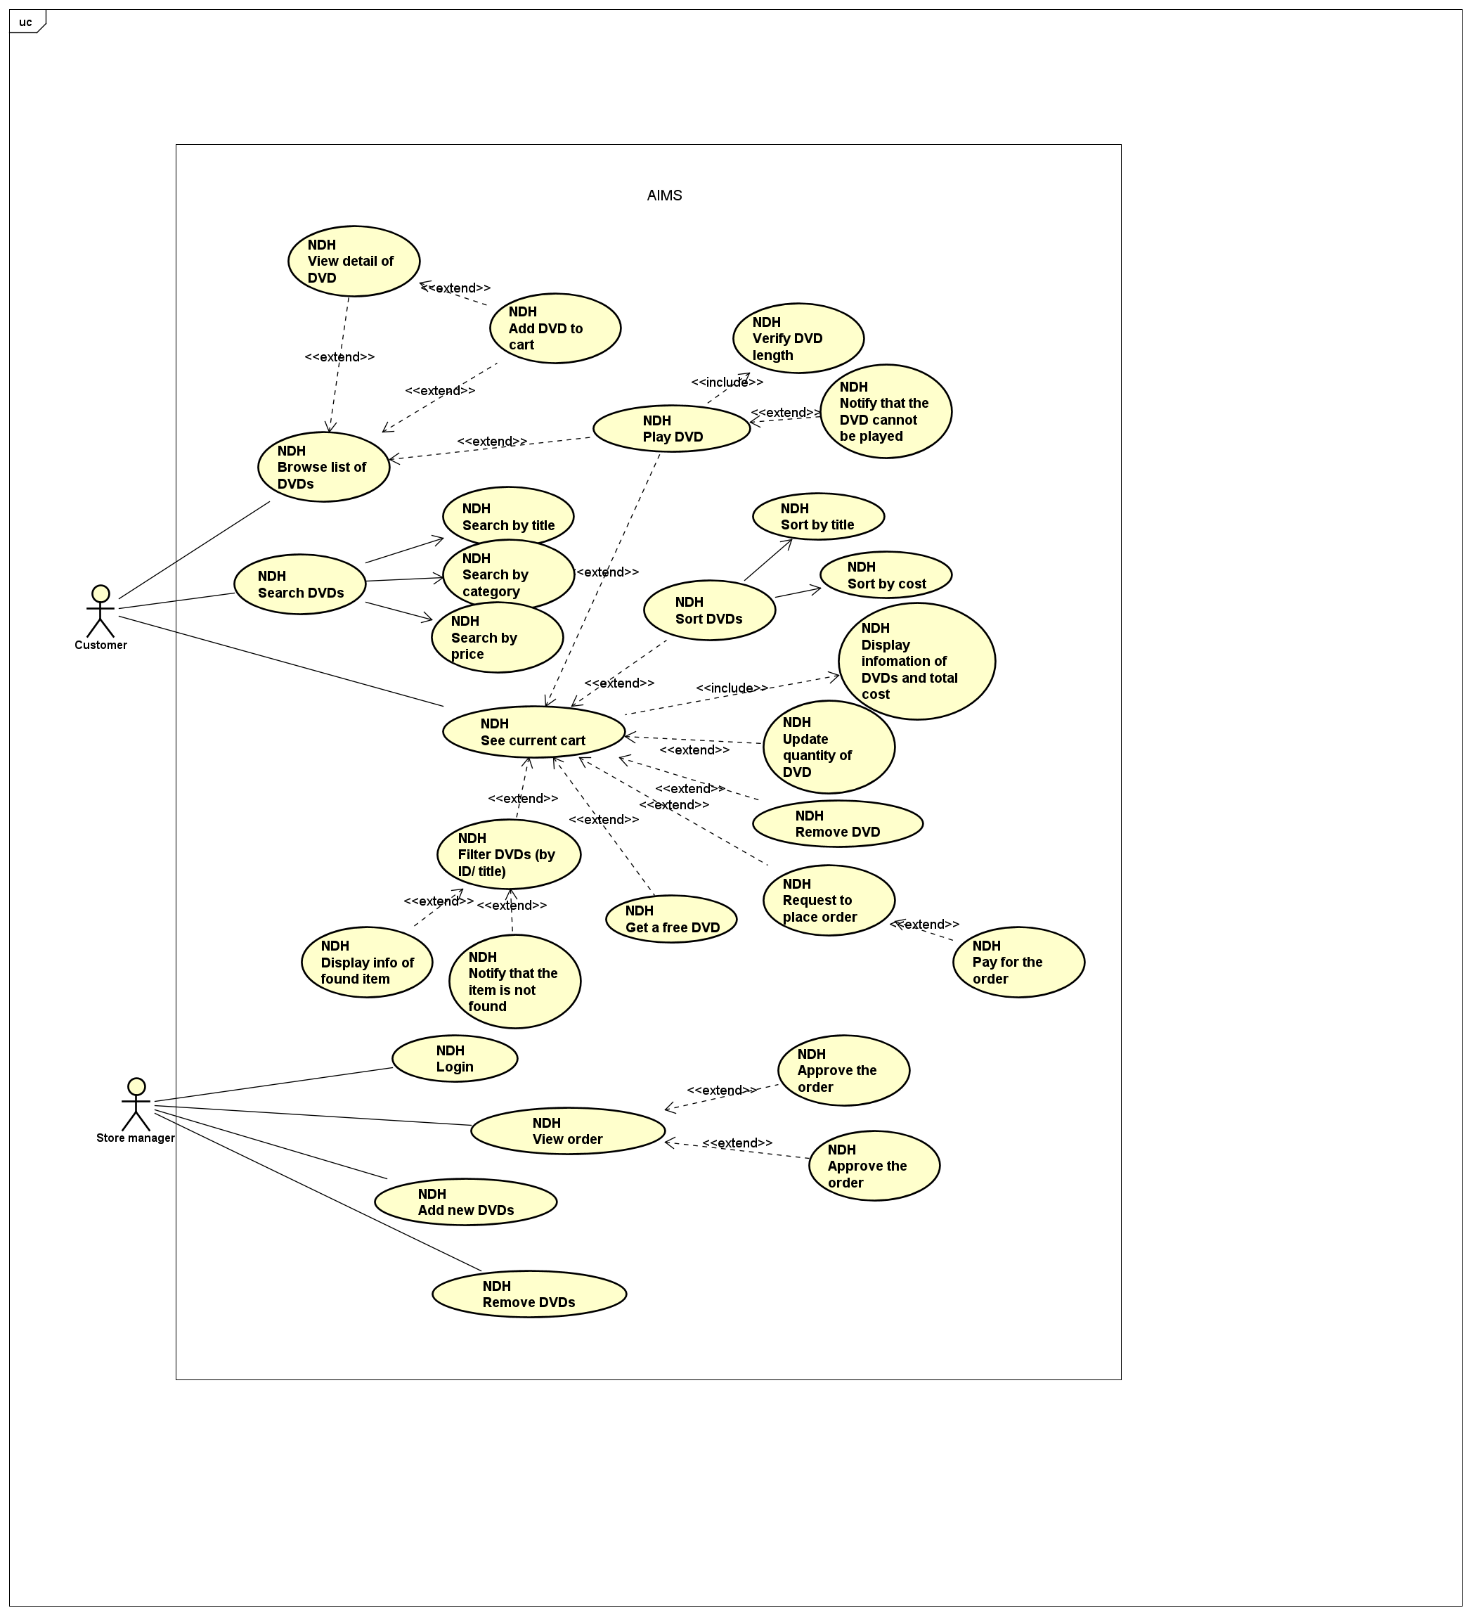 uc
AIMS
NDH
View detail of
DVD
<<extend>>
NDH
Add DVD to
cart
NDH
Verify DVD
length
<<extend>>
<<include>>
<<extend>>
NDH
Notify that the
DVD cannot
be played
<<extend>>
NDH
Play DVD
<<extend>>
NDH
Browse list of
DVDs
NDH
Search by title
NDH
Sort by title
NDH
Search by
category
<<extend>>
NDH
Sort by cost
NDH
Search DVDs
NDH
Sort DVDs
Customer
NDH
Search by
price
NDH
Display
infomation of
DVDs and total
cost
<<extend>>
<<include>>
NDH
See current cart
NDH
Update
quantity of
DVD
<<extend>>
<<extend>>
<<extend>>
<<extend>>
<<extend>>
NDH
Remove DVD
NDH
Filter DVDs (by
ID/ title)
<<extend>>
<<extend>>
NDH
Request to
place order
NDH
Get a free DVD
<<extend>>
NDH
Display info of
found item
NDH
Notify that the
item is not
found
NDH
Pay for the
order
NDH
Login
NDH
Approve the
order
<<extend>>
Store manager
NDH
View order
<<extend>>
NDH
Approve the
order
NDH
Add new DVDs
NDH
Remove DVDs